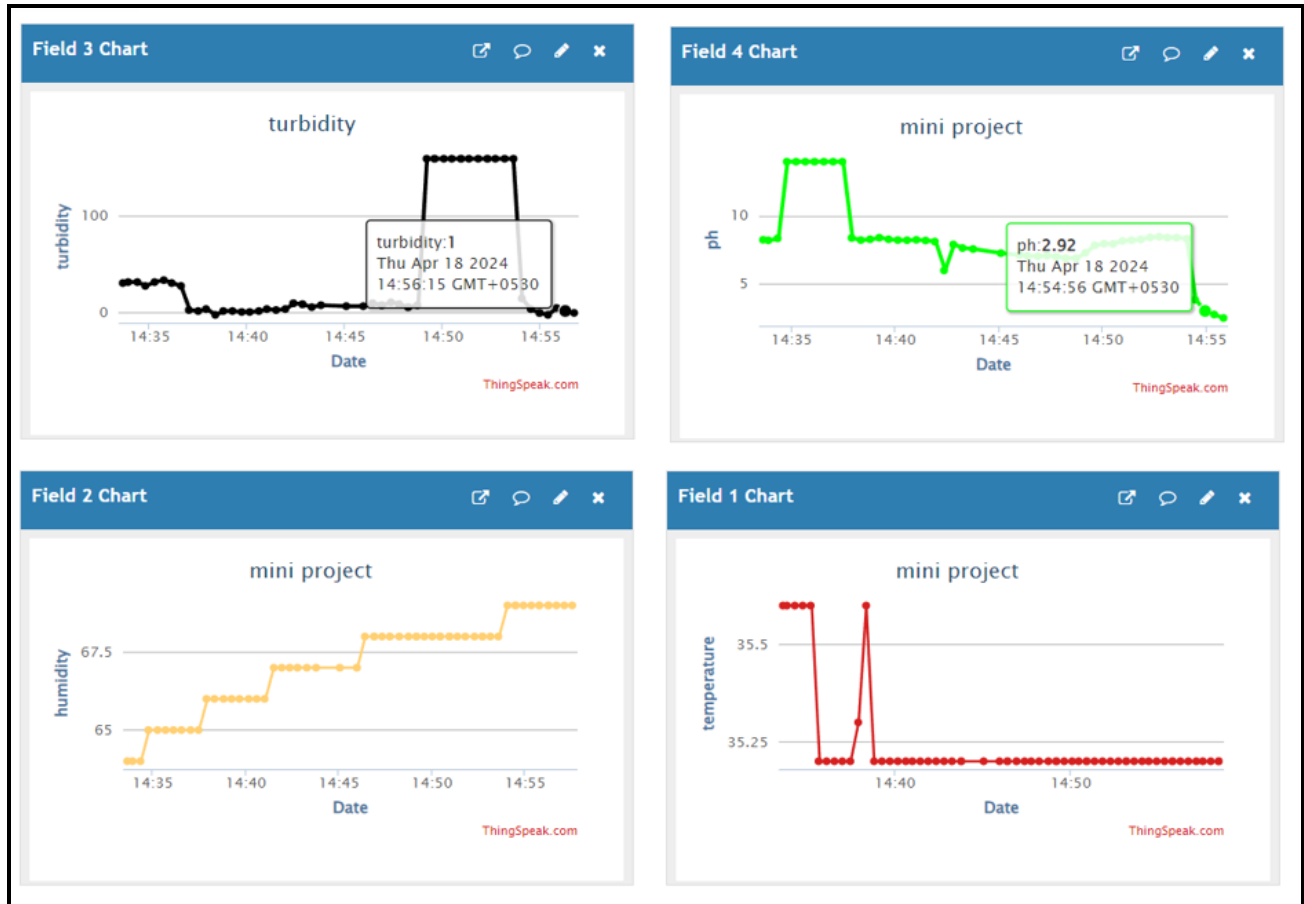 Field 3 Chart
turbidity
turbidity
100
0
turbidity:1
Thu Apr 18 2024
14:56:15 GMT+0530
14:35 14:40 14:45 14:50 14:55
Date
ThingSpeak.com
Field 4 Chart
mini project
ph
10
5
ph:2.92
Thu Apr 18 2024
14:54:56 GMT+0530
14:35 14:40 14:45 14:50 14:55
Date
ThingSpeak.com
Field 2 Chart
mini project
humidity
67.5
65
14:35 14:40 14:45 14:50 14:55
Date
ThingSpeak.com
Field 1 Chart
mini project
temperature
35.5
35.25
14:40 14:50
Date
ThingSpeak.com